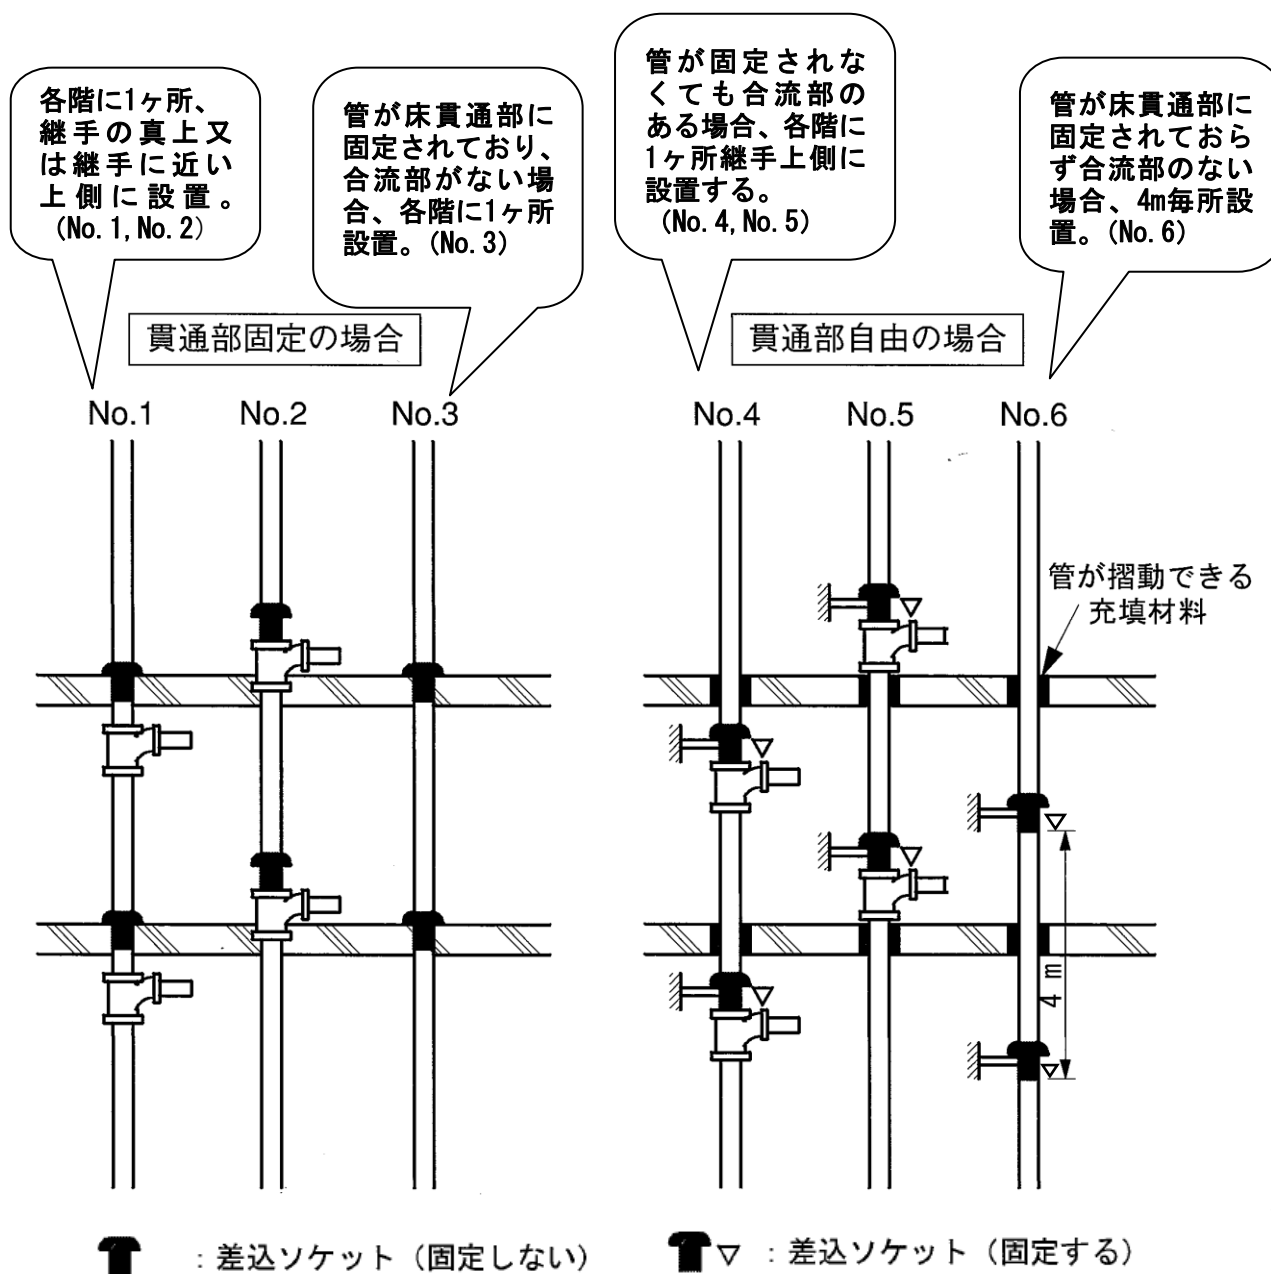 各階に1ヶ所、
継手の真上又
は継手に近い
上側に設置。
(No.1,No.2)
管が床貫通部に
固定されており、
合流部がない場
合、各階に1ヶ所
設置。(No.3)
管が固定されな
くても合流部の
ある場合、各階に
1ヶ所継手上側に
設置する。
(No.4,No.5)
管が床貫通部に
固定されておら
ず合流部のない
場合、4m毎所設
置。(No.6)
貫通部固定の場合
貫通部自由の場合
No.1
No.2
No.3
No.4
No.5
No.6
管が摺動できる
充填材料
4 m
：差込ソケット（固定しない）
：差込ソケット（固定する）